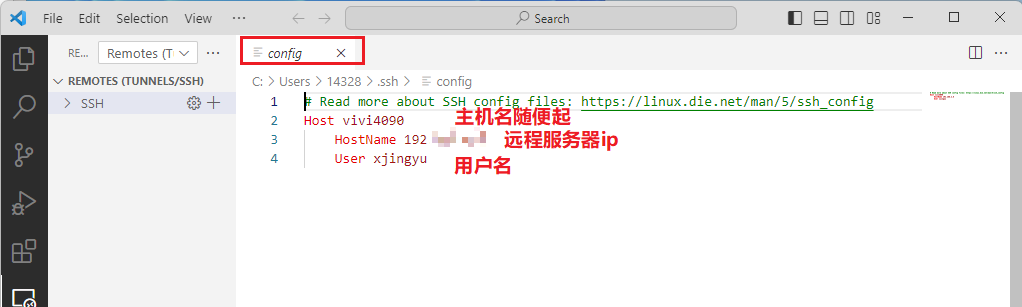 File Edit Selection View ··· Search
RE... Remotes (T ··· config
REMOTES (TUNNELS/SSH)
SSH
C: > Users > 14328 > .ssh > config
1 # Read more about SSH config files: https://linux.die.net/man/5/ssh_config
2 Host vivi4090 主机名随便起
3 HostName 192 远程服务器ip
4 User xjingyu 用户名